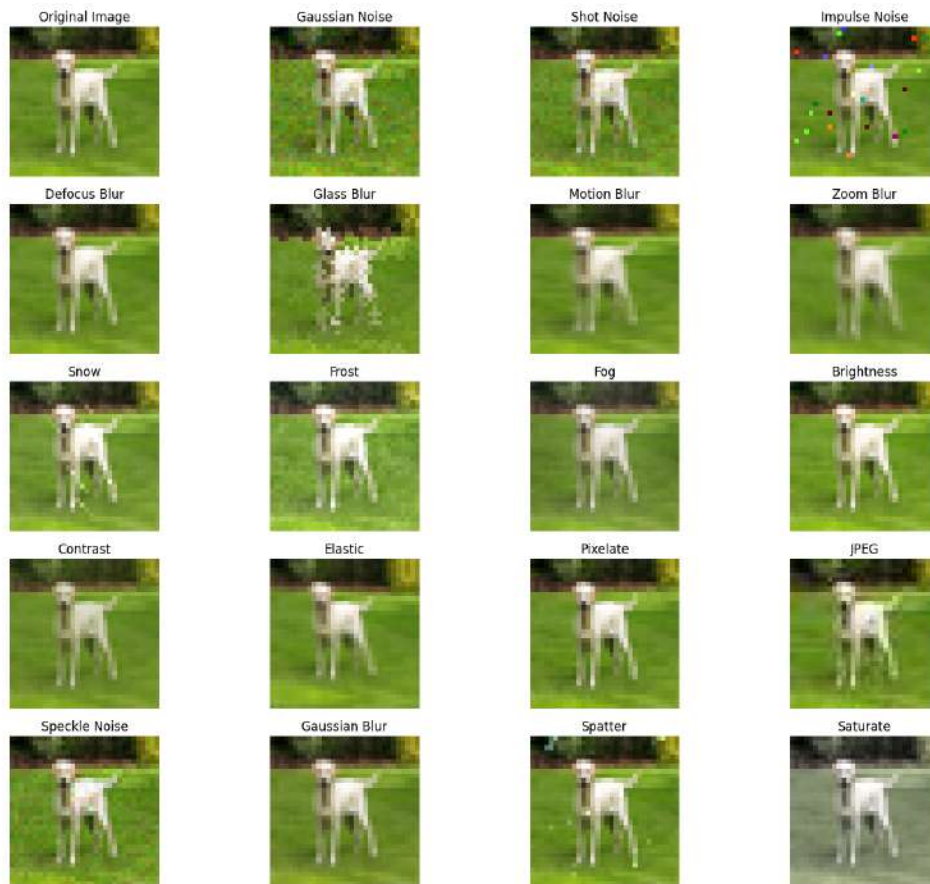 Original Image Gaussian Noise Shot Noise Impulse Noise
Defocus Blur Glass Blur Motion Blur Zoom Blur
Snow Frost Fog Brightness
Contrast Elastic Pixelate JPEG
Speckle Noise Gaussian Blur Spatter Saturate